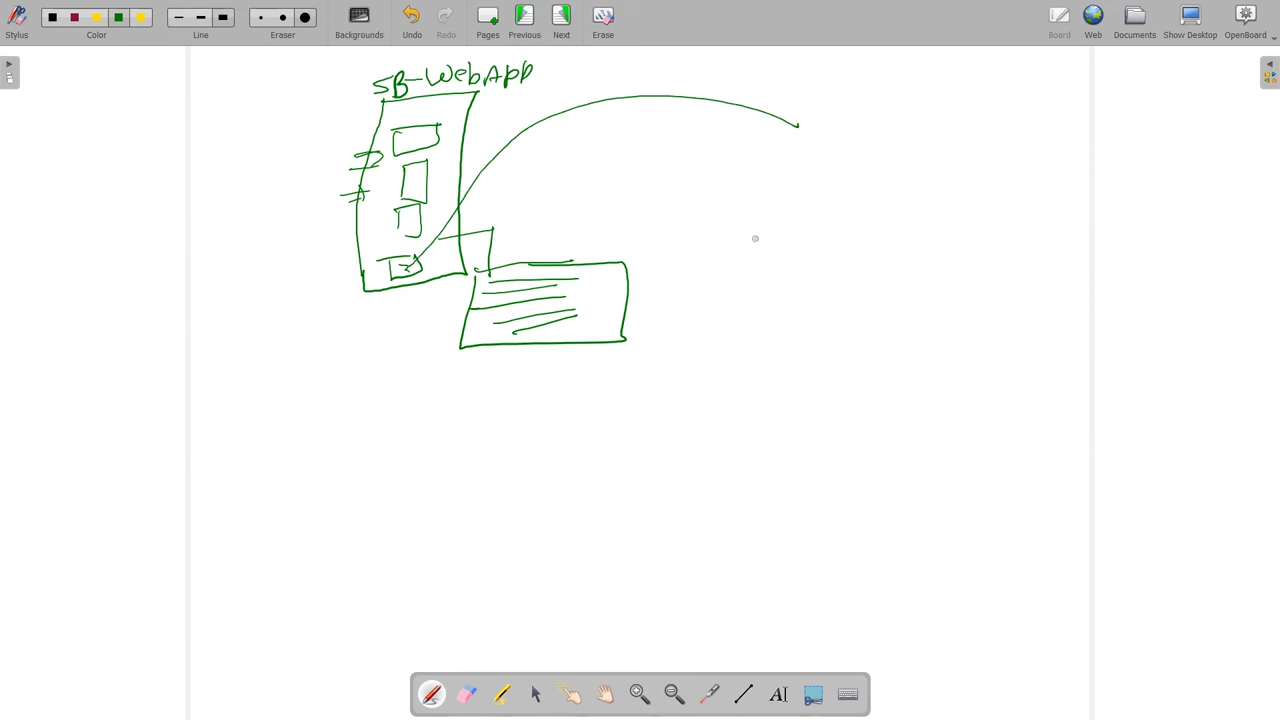 Stylus
Color
Line
Eraser
Backgrounds
Undo
Redo
Pages
Previous
Next
Erase
Board
Web
Documents
Show Desktop
OpenBoard
SB-WebApp